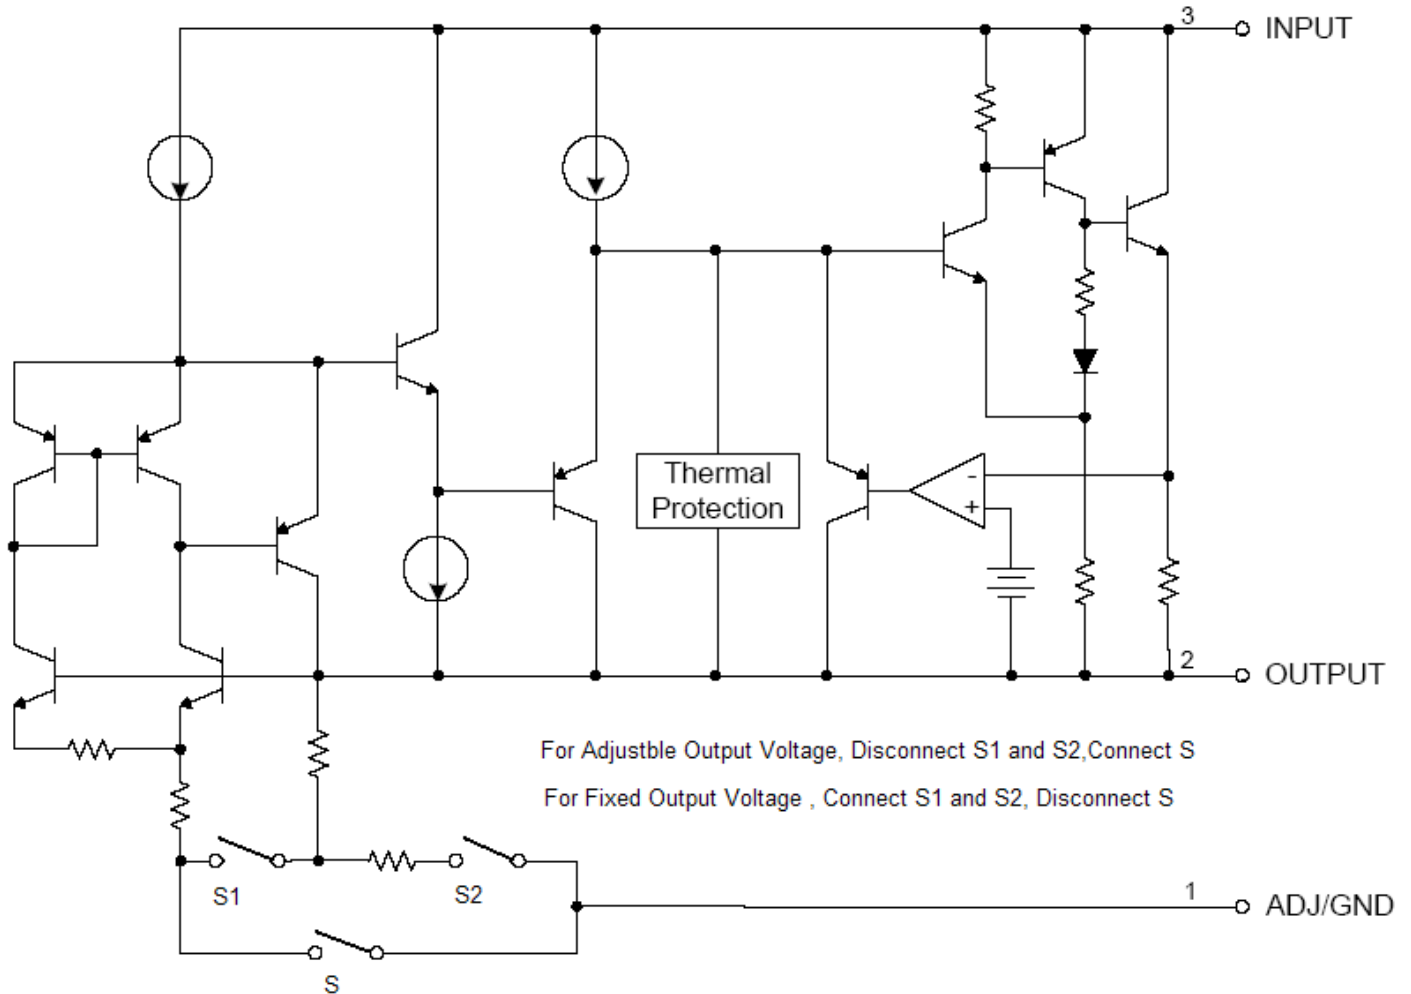 3
INPUT
Thermal
Protection
-
+
2
OUTPUT
For Adjustble Output Voltage, Disconnect S1 and S2,Connect S
For Fixed Output Voltage , Connect S1 and S2, Disconnect S
S1
S2
1
ADJ/GND
S